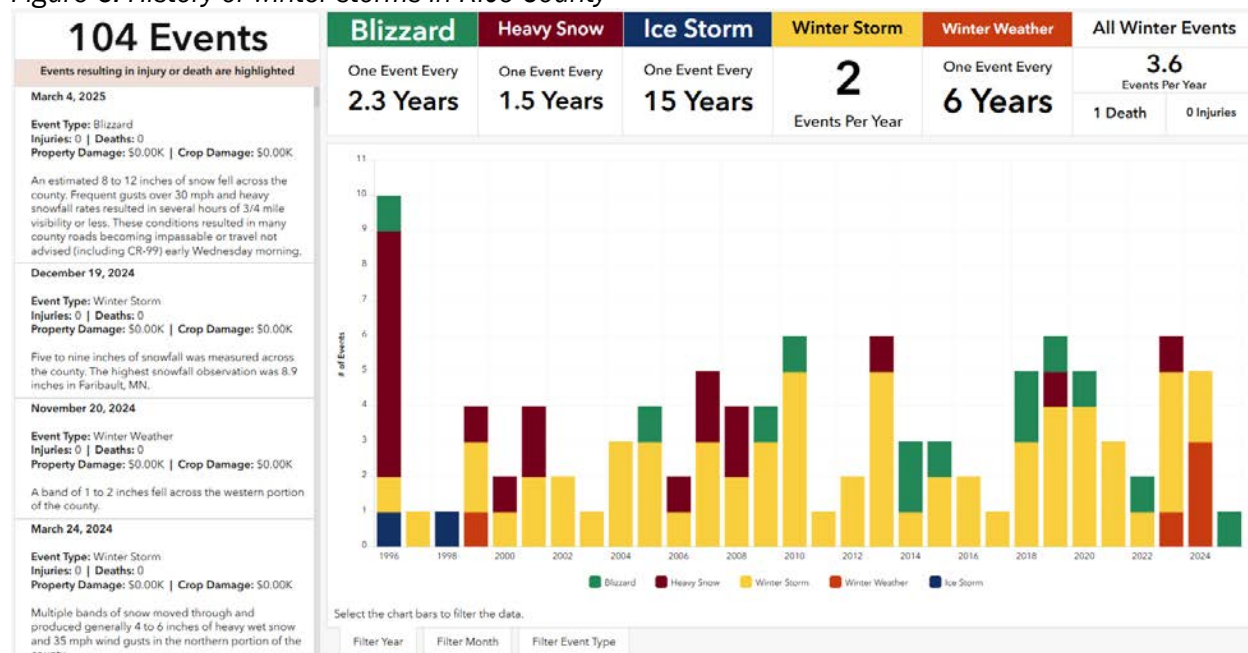 Figure 6. History of winter storms in Rice County
104 Events
Events resulting in injury or death are highlighted
March 4, 2025
Event Type: Blizzard
Injuries: 0 | Deaths: 0
Property Damage: $0.00K | Crop Damage: $0.00K
An estimated 8 to 12 inches of snow fell across the
county. Frequent gusts over 30 mph and heavy
snowfall rates resulted in several hours of 3/4 mile
visibility or less. These conditions resulted in many
county roads becoming impassable or travel not
advised (including CR-99) early Wednesday morning.
December 19, 2024
Event Type: Winter Storm
Injuries: 0 | Deaths: 0
Property Damage: $0.00K | Crop Damage: $0.00K
Five to nine inches of snowfall was measured across
the county. The highest snowfall observation was 8.9
inches in Faribault, MN.
November 20, 2024
Event Type: Winter Weather
Injuries: 0 | Deaths: 0
Property Damage: $0.00K | Crop Damage: $0.00K
A band of 1 to 2 inches fell across the western portion
of the county.
March 24, 2024
Event Type: Winter Storm
Injuries: 0 | Deaths: 0
Property Damage: $0.00K | Crop Damage: $0.00K
Multiple bands of snow moved through and
produced generally 4 to 6 inches of heavy wet snow
and 35 mph wind gusts in the northern portion of the
Blizzard
One Event Every
2.3 Years
Heavy Snow
One Event Every
1.5 Years
Ice Storm
One Event Every
15 Years
Winter Storm
2
Events Per Year
Winter Weather
One Event Every
6 Years
All Winter Events
3.6
Events Per Year
1 Death
0 Injuries
# of Events
11
10
9
8
7
6
5
4
3
2
1
0
1996 1998 2000 2002 2004 2006 2008 2010 2012 2014 2016 2018 2020 2022 2024
Blizzard Heavy Snow Winter Storm Winter Weather Ice Storm
Select the chart bars to filter the data.
Filter Year Filter Month Filter Event Type